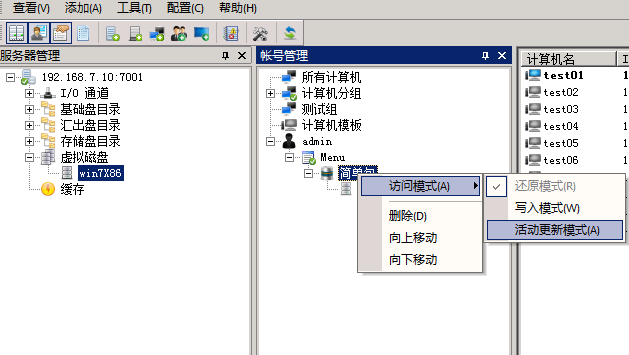 查看(V) 添加(A) 工具(T) 配置(C) 帮助(H)
服务器管理
192.168.7.10:7001
I/O 通道
基础盘目录
汇出盘目录
存储盘目录
虚拟磁盘
win7X86
缓存
帐号管理
所有计算机
计算机分组
测试组
计算机模板
admin
Menu
简单包
访问模式(A)
删除(D)
向上移动
向下移动
还原模式(R)
写入模式(W)
活动更新模式(A)
计算机名
test01
test02
test03
test04
test05
test06